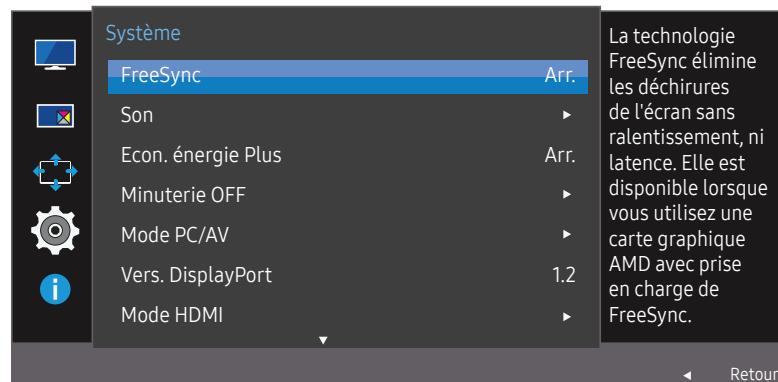 Système
FreeSync Arr.
Son ►
Econ. énergie Plus Arr.
Minuterie OFF ►
Mode PC/AV ►
Vers. DisplayPort 1.2
Mode HDMI ►
▼
La technologie
FreeSync élimine
les déchirures
de l'écran sans
ralentissement, ni
latence. Elle est
disponible lorsque
vous utilisez une
carte graphique
AMD avec prise
en charge de
FreeSync.
◄ Retour